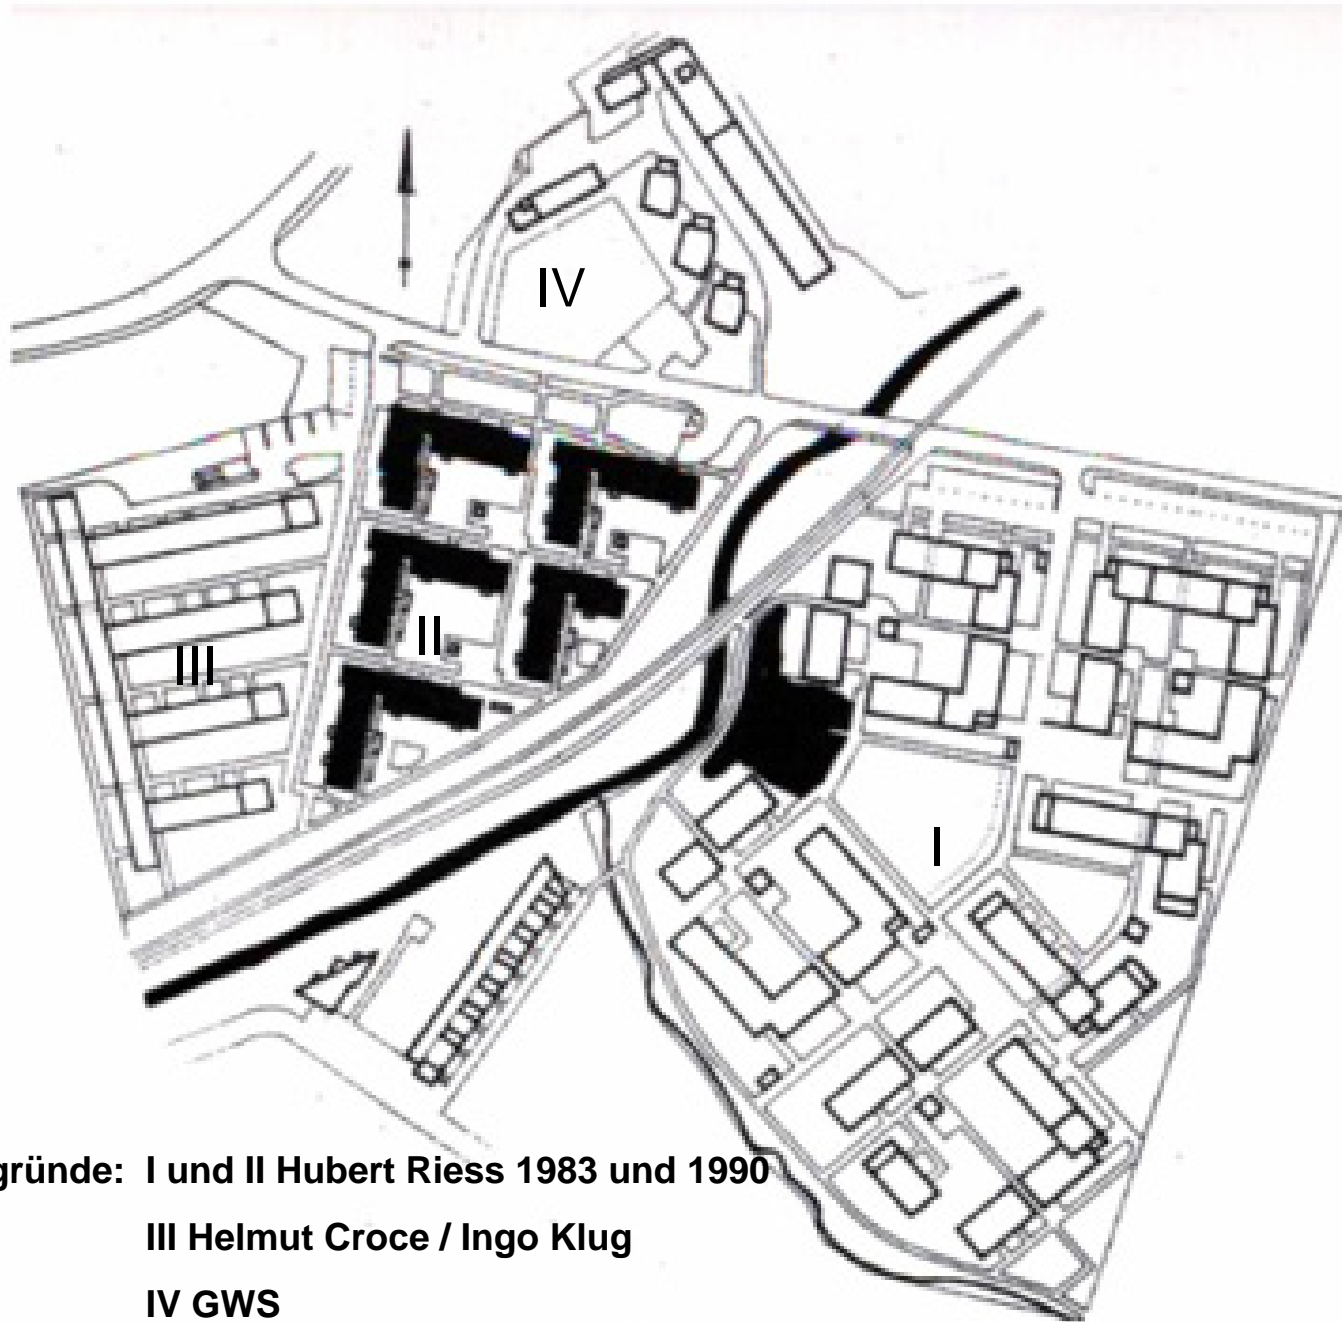 IV
II
III
I
gründe: I und II Hubert Riess 1983 und 1990
III Helmut Croce / Ingo Klug
IV GWS